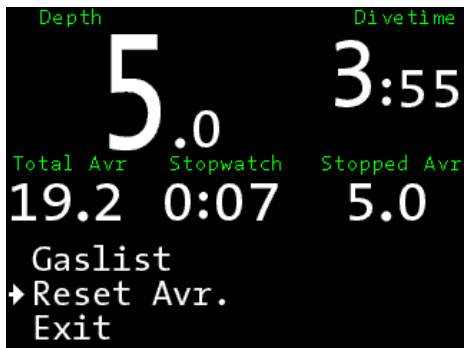 Depth Divetime
5.0 3:55
Total Avr Stopwatch Stopped Avr
19.2 0:07 5.0
Gaslist
→Reset Avr.
Exit